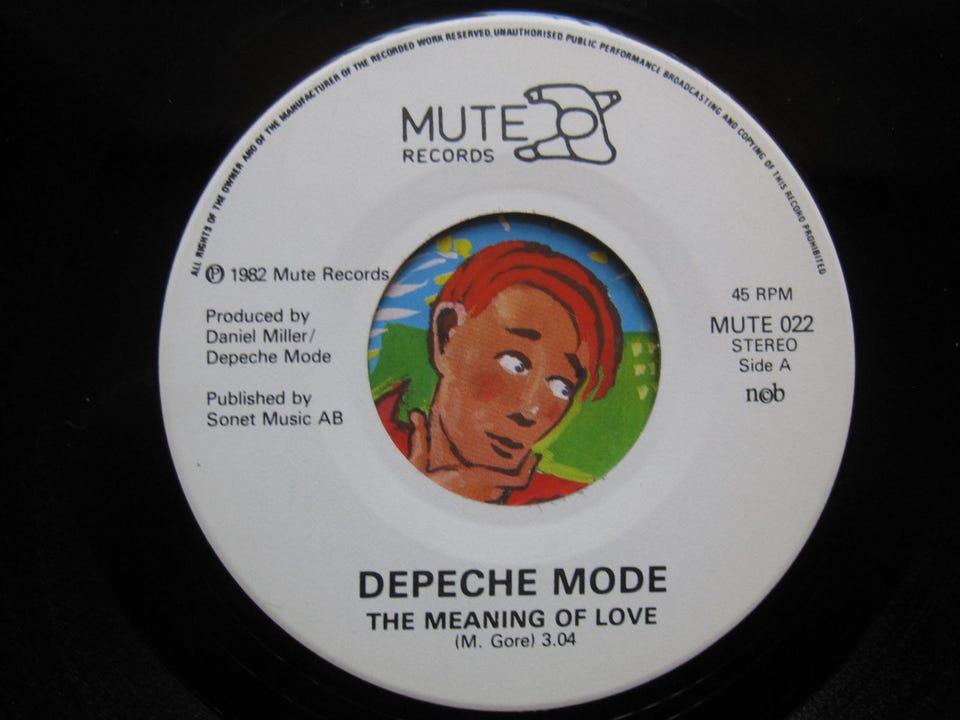 ALL RIGHTS OF THE OWNER AND OF THE MANUFACTURER OF THE RECORDED WORK RESERVED, UNAUTHORISED PUBLIC PERFORMANCE BROADCASTING AND COPYING OF THIS RECORD PROHIBITED
MUTE
RECORDS
℗ 1982 Mute Records
Produced by
Daniel Miller/
Depeche Mode
Published by
Sonet Music AB
45 RPM
MUTE 022
STEREO
Side A
n©b
DEPECHE MODE
THE MEANING OF LOVE
(M. Gore) 3.04